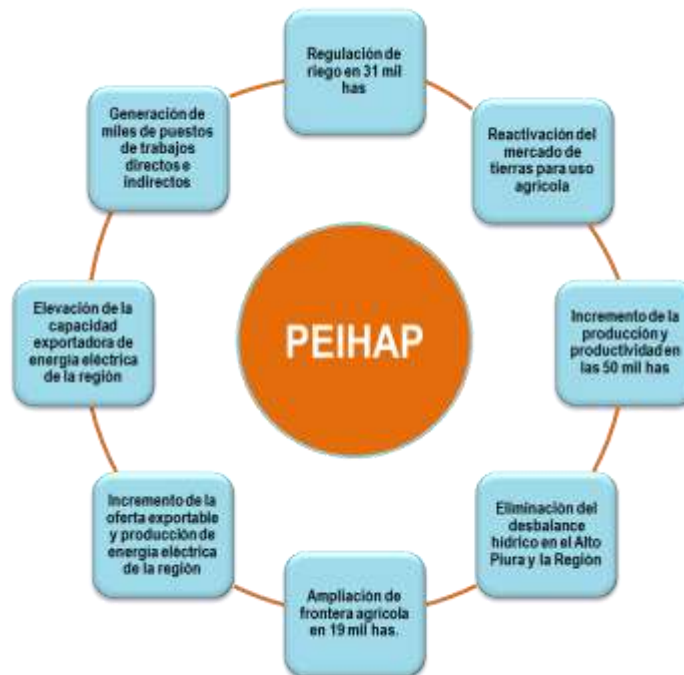 Regulación de
riego en 31 mil
has
Reactivación del
mercado de
tierras para uso
agrícola
Incremento de la
producción y
productividad en
las 50 mil has
Eliminación del
desbalance
hídrico en el Alto
Piura y la Región
Ampliación de
frontera agrícola
en 19 mil has.
Incremento de la
oferta exportable
y producción de
energía eléctrica
de la región
Elevación de la
capacidad
exportadora de
energía eléctrica
de la región
Generación de
miles de puestos
de trabajos
directos e
indirectos
PEIHAP